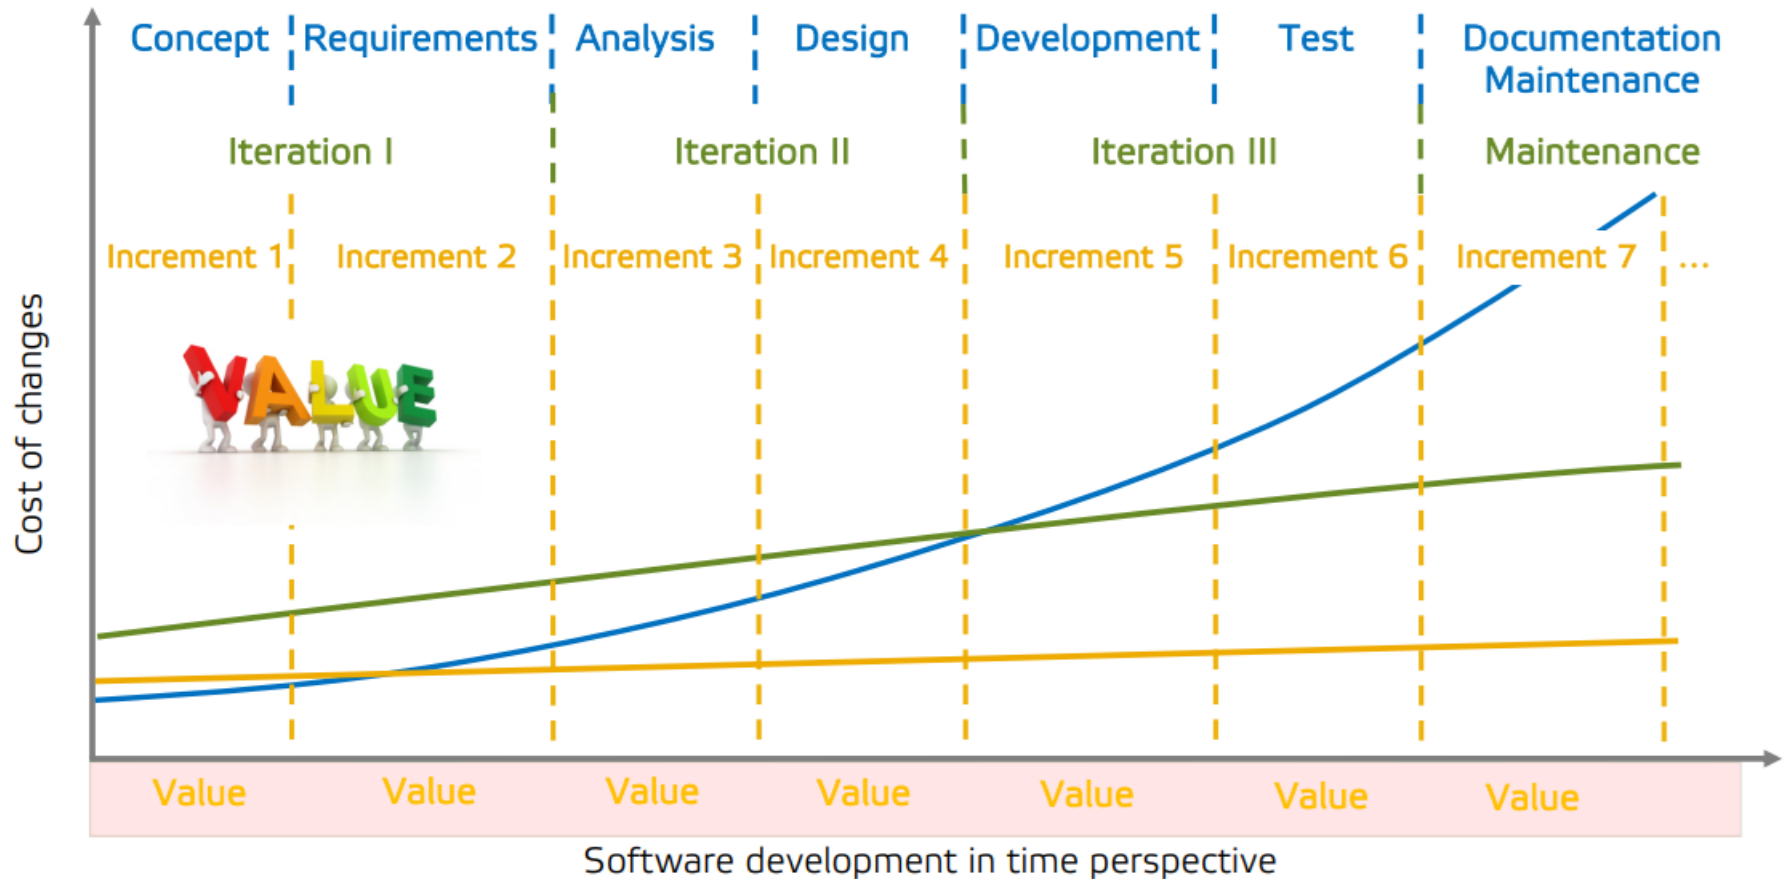 Concept Requirements Analysis Design Development Test Documentation
Maintenance
Iteration I Iteration II Iteration III Maintenance
Increment 1 Increment 2 Increment 3 Increment 4 Increment 5 Increment 6 Increment 7 ...
VALUE
Cost of changes
Value Value Value Value Value Value Value
Software development in time perspective